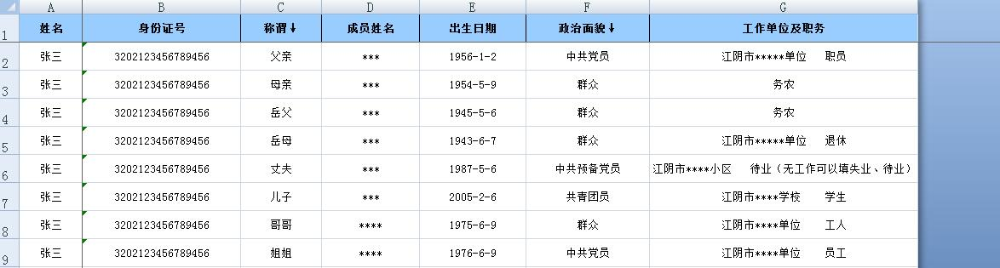 A B C D E F G
1 姓名 身份证号 称谓↓ 成员姓名 出生日期 政治面貌↓ 工作单位及职务
2 张三 3202123456789456 父亲 *** 1956-1-2 中共党员 江阴市*****单位 职员
3 张三 3202123456789456 母亲 *** 1954-5-9 群众 务农
4 张三 3202123456789456 岳父 *** 1945-5-6 群众 务农
5 张三 3202123456789456 岳母 *** 1943-6-7 群众 江阴市*****单位 退休
6 张三 3202123456789456 丈夫 *** 1987-5-6 中共预备党员 江阴市****小区 待业（无工作可以填失业、待业）
7 张三 3202123456789456 儿子 *** 2005-2-6 共青团员 江阴市****学校 学生
8 张三 3202123456789456 哥哥 **** 1975-6-9 群众 江阴市****单位 工人
9 张三 3202123456789456 姐姐 **** 1976-6-9 中共党员 江阴市****单位 员工